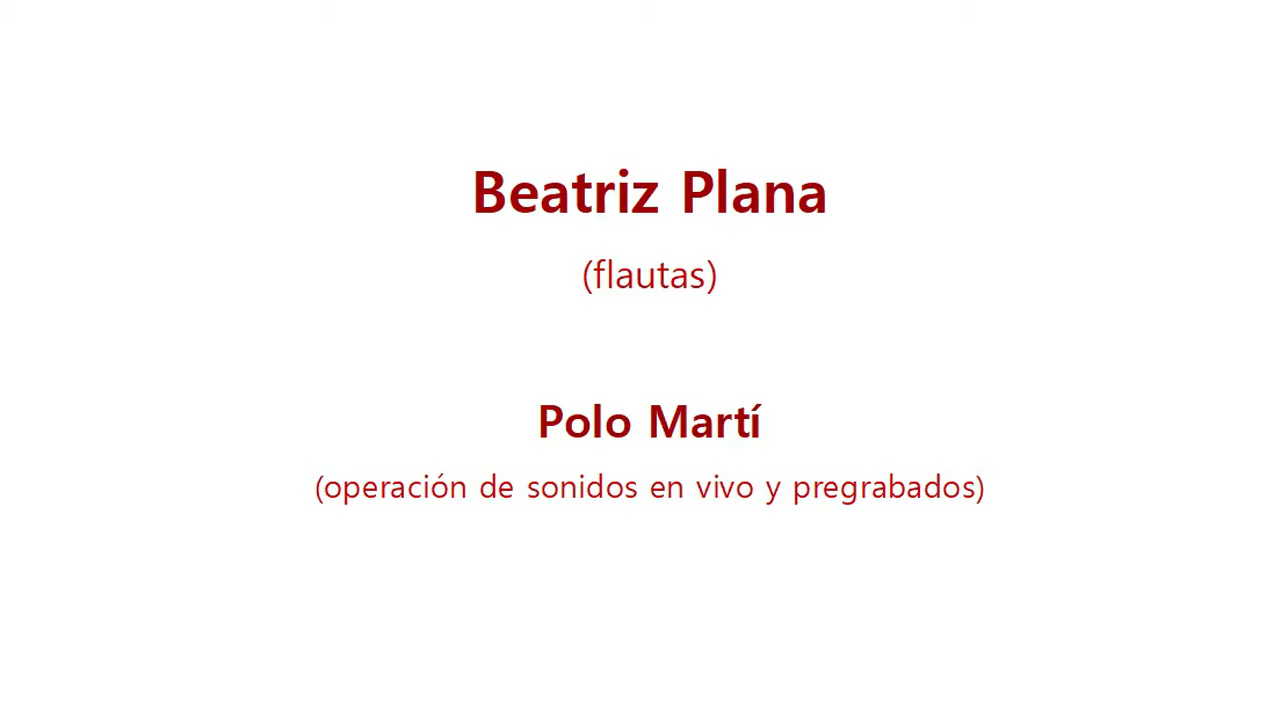 Beatriz Plana
(flautas)
Polo Martí
(operación de sonidos en vivo y pregrabados)